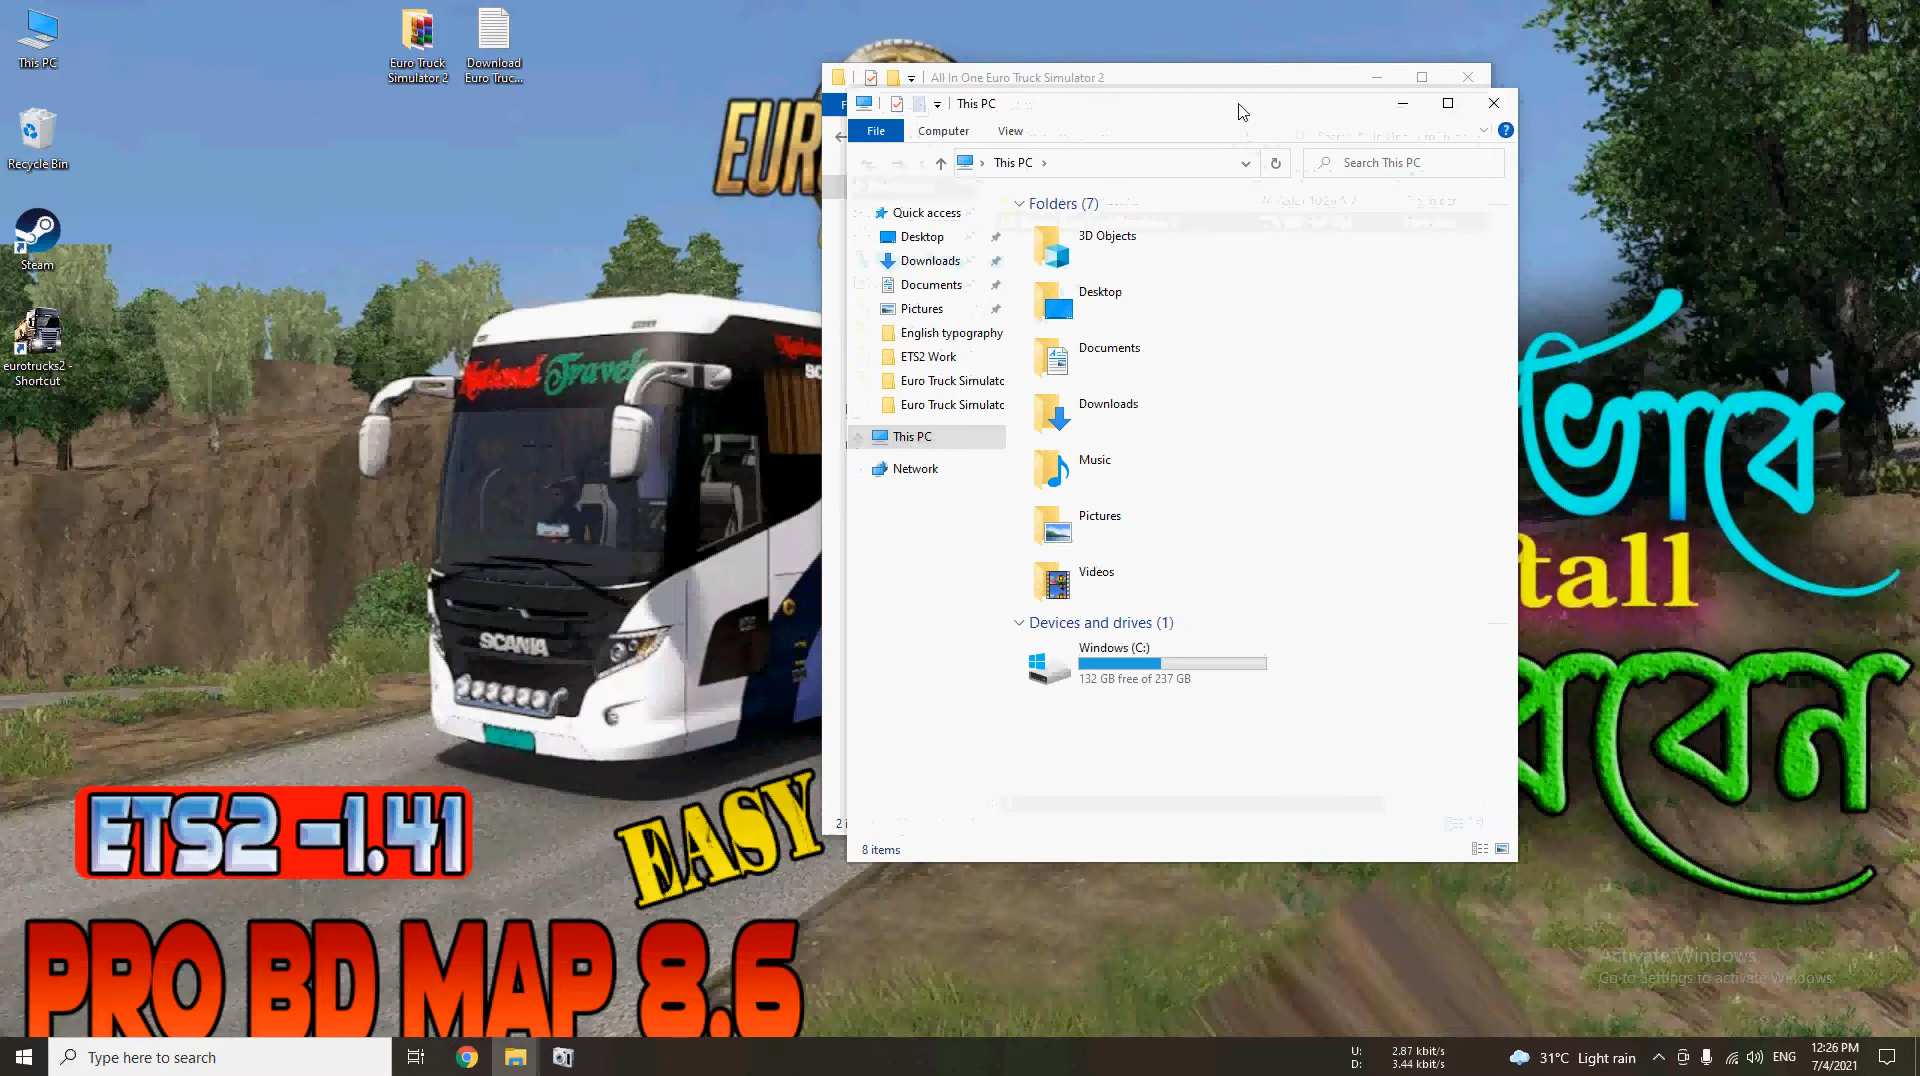 This PC
Recycle Bin
Steam
eurotrucks2 -
Shortcut
Euro Truck
Simulator 2
Download
Euro Truc...
EUR
National Travels
SCANIA
ETS2 -1.41
EASY
PRO BD MAP 8.6
All In One Euro Truck Simulator 2
This PC
File
Computer
View
This PC
Search This PC
Quick access
Desktop
Downloads
Documents
Pictures
English typography
ETS2 Work
Euro Truck Simulato
Euro Truck Simulato
This PC
Network
Folders (7)
3D Objects
Desktop
Documents
Downloads
Music
Pictures
Videos
Devices and drives (1)
Windows (C:)
132 GB free of 237 GB
8 items
ভাবে
tall
বেন
Activate Windows
Go to Settings to activate Windows.
Type here to search
U: 2.87 kbit/s
D: 3.44 kbit/s
31°C Light rain
ENG
12:26 PM
7/4/2021